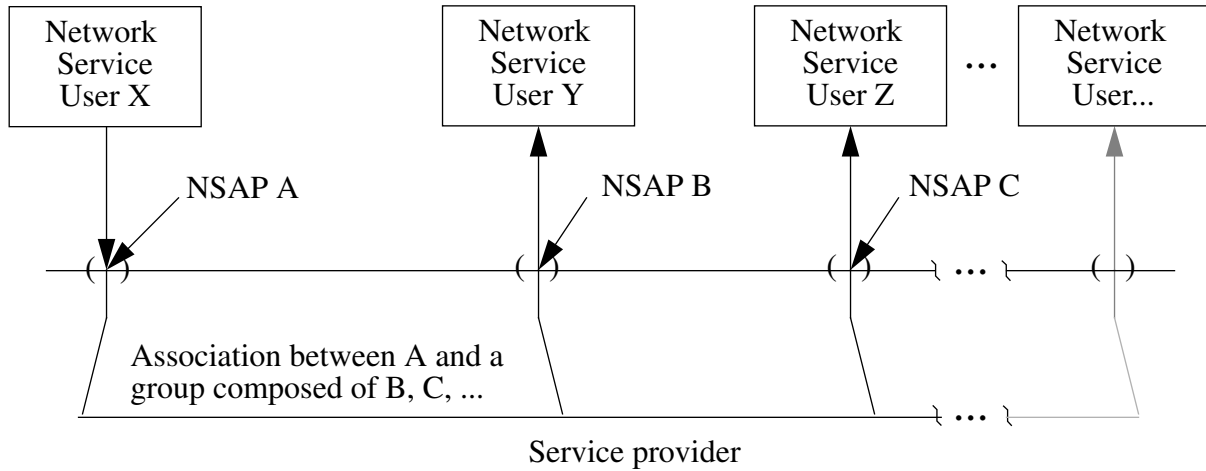 Network
Service
User X
Network
Service
User Y
Network
Service
User Z
...
Network
Service
User...
NSAP A
NSAP B
NSAP C
( )
( )
( )
...
( )
Association between A and a
group composed of B, C, ...
...
Service provider